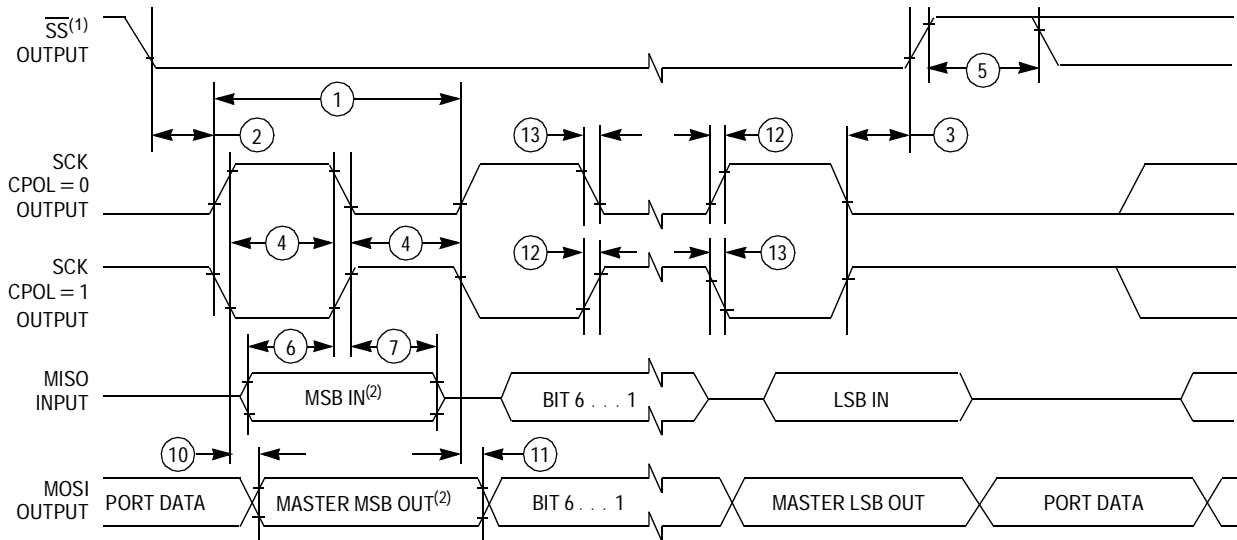 SS(1)
OUTPUT
5
1
2
13
12
3
SCK
CPOL = 0
OUTPUT
4
4
12
13
SCK
CPOL = 1
OUTPUT
6
7
MISO
INPUT
MSB IN(2)
BIT 6 . . . 1
LSB IN
10
11
MOSI
OUTPUT
PORT DATA
MASTER MSB OUT(2)
BIT 6 . . . 1
MASTER LSB OUT
PORT DATA